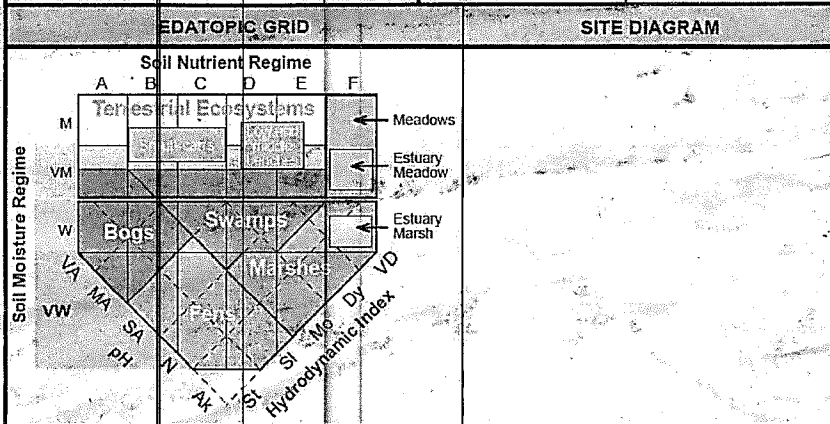 EDATOPIC GRID
SITE DIAGRAM
Soil Nutrient Regime
A B C D E F
Terrestrial Ecosystems
M
Meadows
VM
Estuary
Meadow
W
Bogs
Swamps
Estuary
Marsh
Marshes
Fens
VW
Soil Moisture Regime
VA
MA
SA
N
Ak
pH
St
Sl
Mo
Dy
VD
Hydrodynamic Index